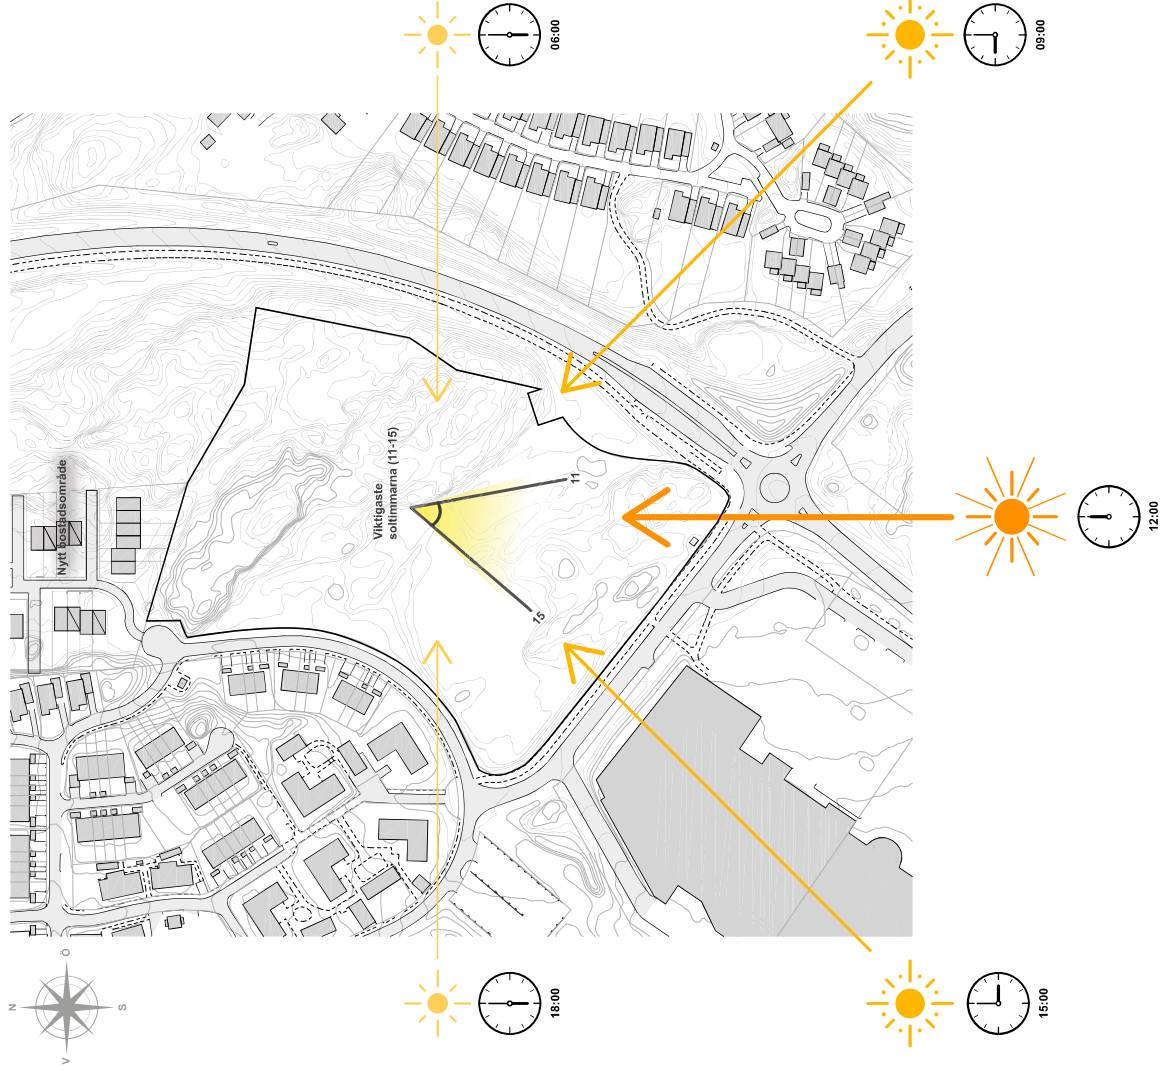 N
V
Ö
S
Nytt bostadsområde
Viktigaste
soltimmarna (11-15)
15
11
18:00
06:00
15:00
09:00
12:00